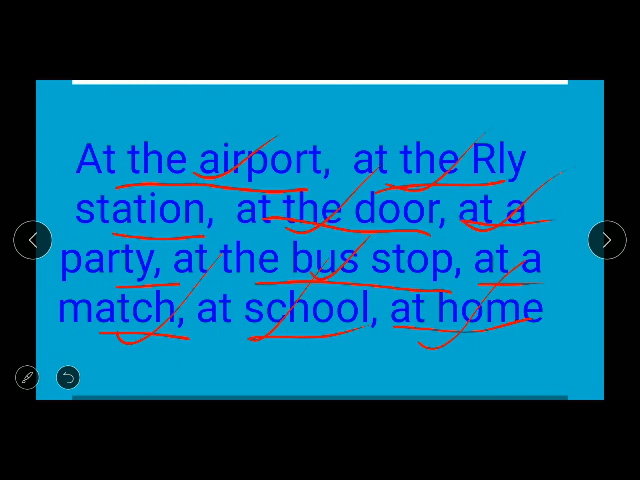 At the airport, at the Rly
station, at the door, at a
party, at the bus stop, at a
match, at school, at home